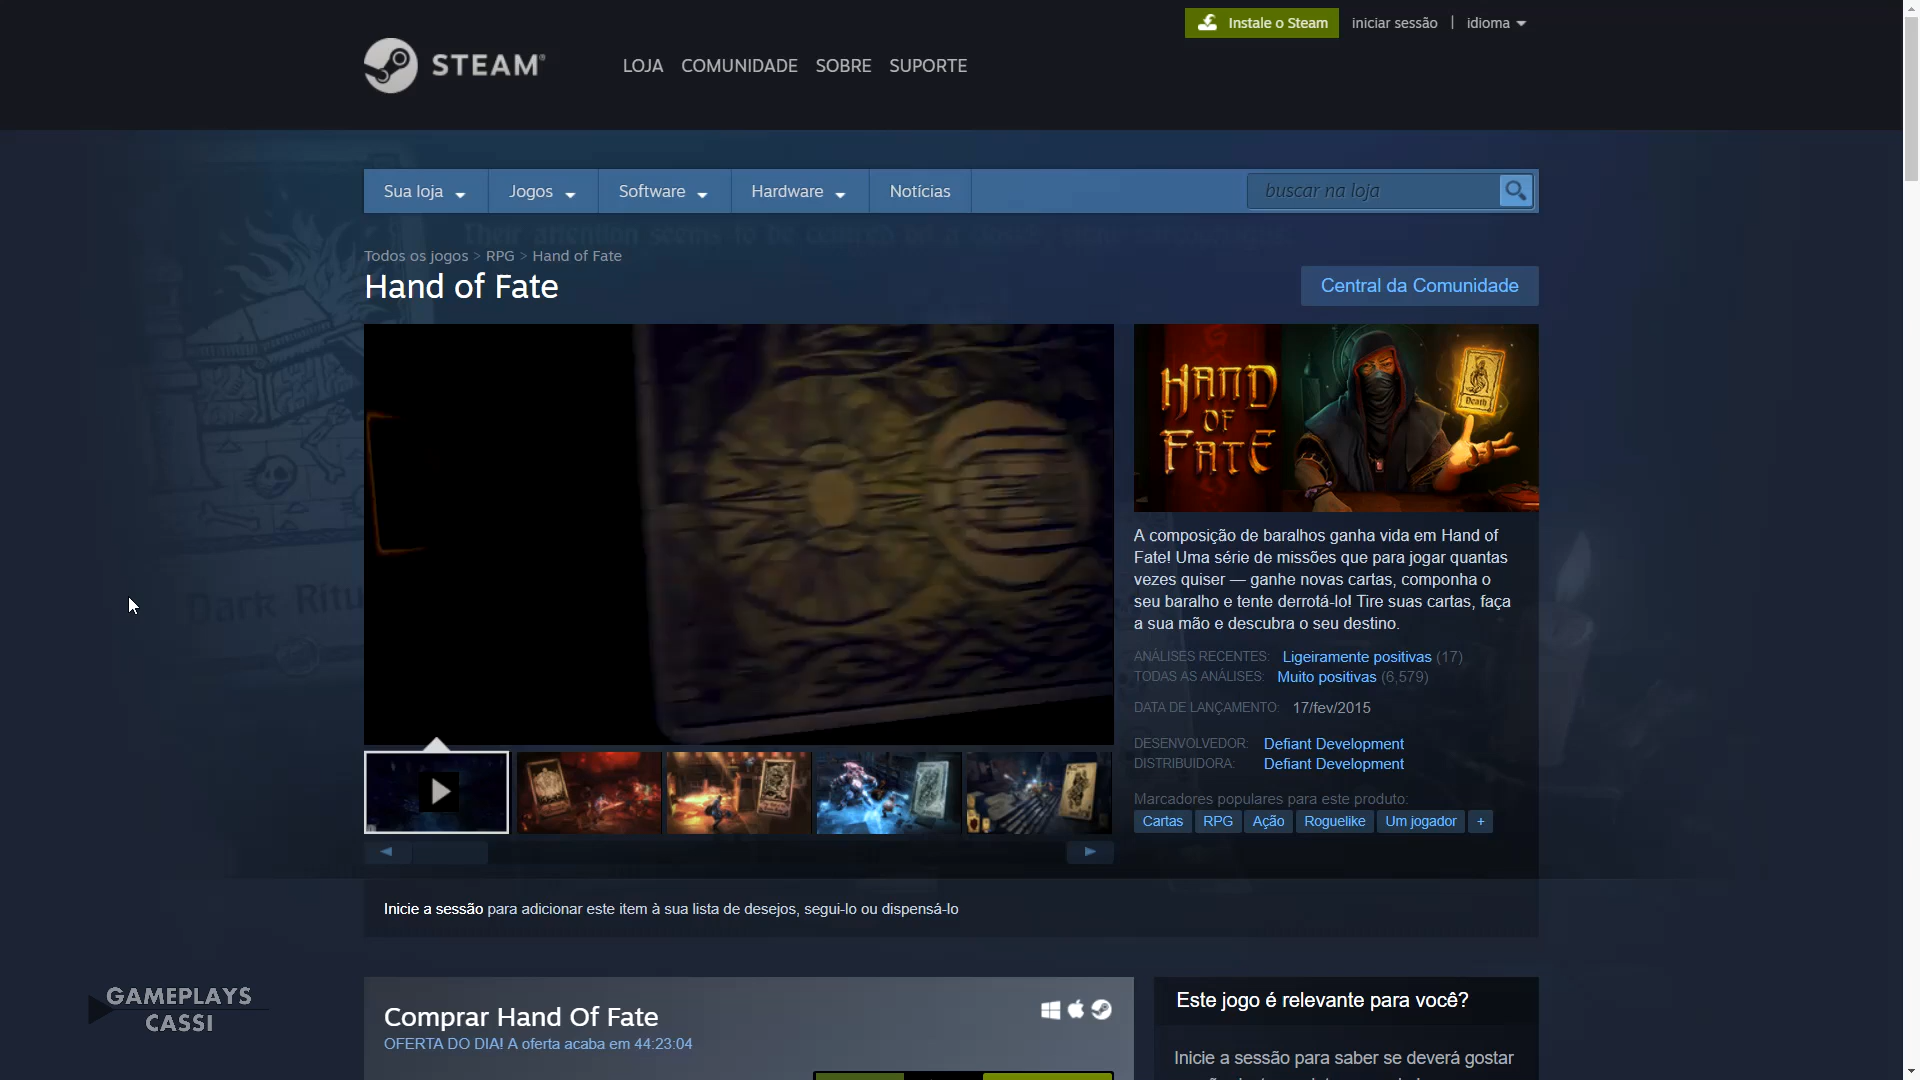 Instale o Steam
iniciar sessão | idioma
STEAM®
LOJA COMUNIDADE SOBRE SUPORTE
Sua loja Jogos Software Hardware Notícias
buscar na loja
Todos os jogos > RPG > Hand of Fate
Hand of Fate
Central da Comunidade
HAND
OF
FATE
Death
A composição de baralhos ganha vida em Hand of
Fate! Uma série de missões que para jogar quantas
vezes quiser — ganhe novas cartas, componha o
seu baralho e tente derrotá-lo! Tire suas cartas, faça
a sua mão e descubra o seu destino.
ANÁLISES RECENTES: Ligeiramente positivas (17)
TODAS AS ANÁLISES: Muito positivas (6,579)
DATA DE LANÇAMENTO: 17/fev/2015
DESENVOLVEDOR: Defiant Development
DISTRIBUIDORA: Defiant Development
Marcadores populares para este produto:
Cartas RPG Ação Roguelike Um jogador +
Dark Ritu
Inicie a sessão para adicionar este item à sua lista de desejos, segui-lo ou dispensá-lo
GAMEPLAYS
CASSI
Comprar Hand Of Fate
OFERTA DO DIA! A oferta acaba em 44:23:04
Este jogo é relevante para você?
Inicie a sessão para saber se deverá gostar